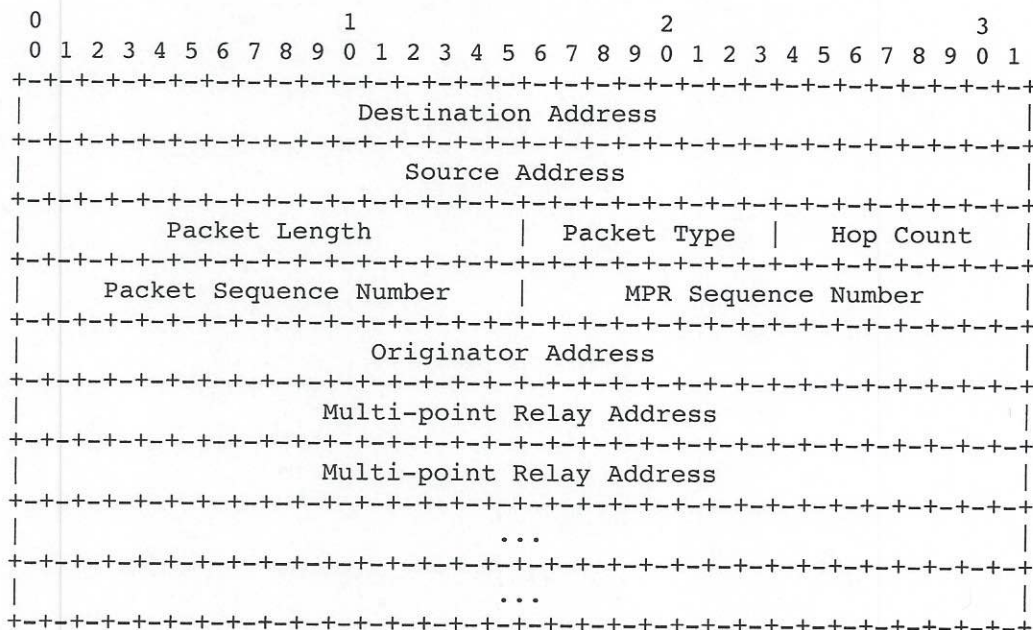 0                   1                   2                   3
 0 1 2 3 4 5 6 7 8 9 0 1 2 3 4 5 6 7 8 9 0 1 2 3 4 5 6 7 8 9 0 1
+-+-+-+-+-+-+-+-+-+-+-+-+-+-+-+-+-+-+-+-+-+-+-+-+-+-+-+-+-+-+-+-+
|                     Destination Address                       |
+-+-+-+-+-+-+-+-+-+-+-+-+-+-+-+-+-+-+-+-+-+-+-+-+-+-+-+-+-+-+-+-+
|                        Source Address                         |
+-+-+-+-+-+-+-+-+-+-+-+-+-+-+-+-+-+-+-+-+-+-+-+-+-+-+-+-+-+-+-+-+
|         Packet Length         |  Packet Type  |   Hop Count   |
+-+-+-+-+-+-+-+-+-+-+-+-+-+-+-+-+-+-+-+-+-+-+-+-+-+-+-+-+-+-+-+-+
|     Packet Sequence Number    |      MPR Sequence Number      |
+-+-+-+-+-+-+-+-+-+-+-+-+-+-+-+-+-+-+-+-+-+-+-+-+-+-+-+-+-+-+-+-+
|                      Originator Address                       |
+-+-+-+-+-+-+-+-+-+-+-+-+-+-+-+-+-+-+-+-+-+-+-+-+-+-+-+-+-+-+-+-+
|                   Multi-point Relay Address                   |
+-+-+-+-+-+-+-+-+-+-+-+-+-+-+-+-+-+-+-+-+-+-+-+-+-+-+-+-+-+-+-+-+
|                   Multi-point Relay Address                   |
+-+-+-+-+-+-+-+-+-+-+-+-+-+-+-+-+-+-+-+-+-+-+-+-+-+-+-+-+-+-+-+-+
|                              ...                              |
+-+-+-+-+-+-+-+-+-+-+-+-+-+-+-+-+-+-+-+-+-+-+-+-+-+-+-+-+-+-+-+-+
|                              ...                              |
+-+-+-+-+-+-+-+-+-+-+-+-+-+-+-+-+-+-+-+-+-+-+-+-+-+-+-+-+-+-+-+-+